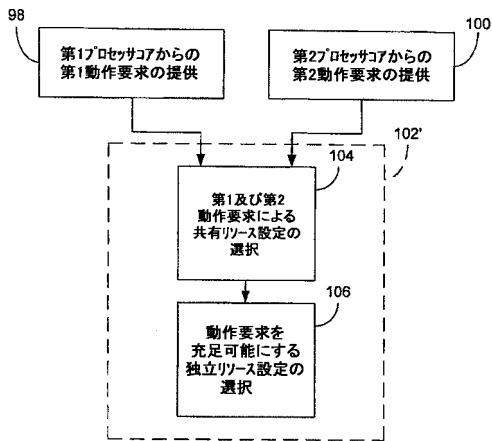 98
第1プロセッサコアからの
第1動作要求の提供
第2プロセッサコアからの
第2動作要求の提供
100
102'
104
第1及び第2
動作要求による
共有リソース設定の
選択
106
動作要求を
充足可能にする
独立リソース設定の
選択